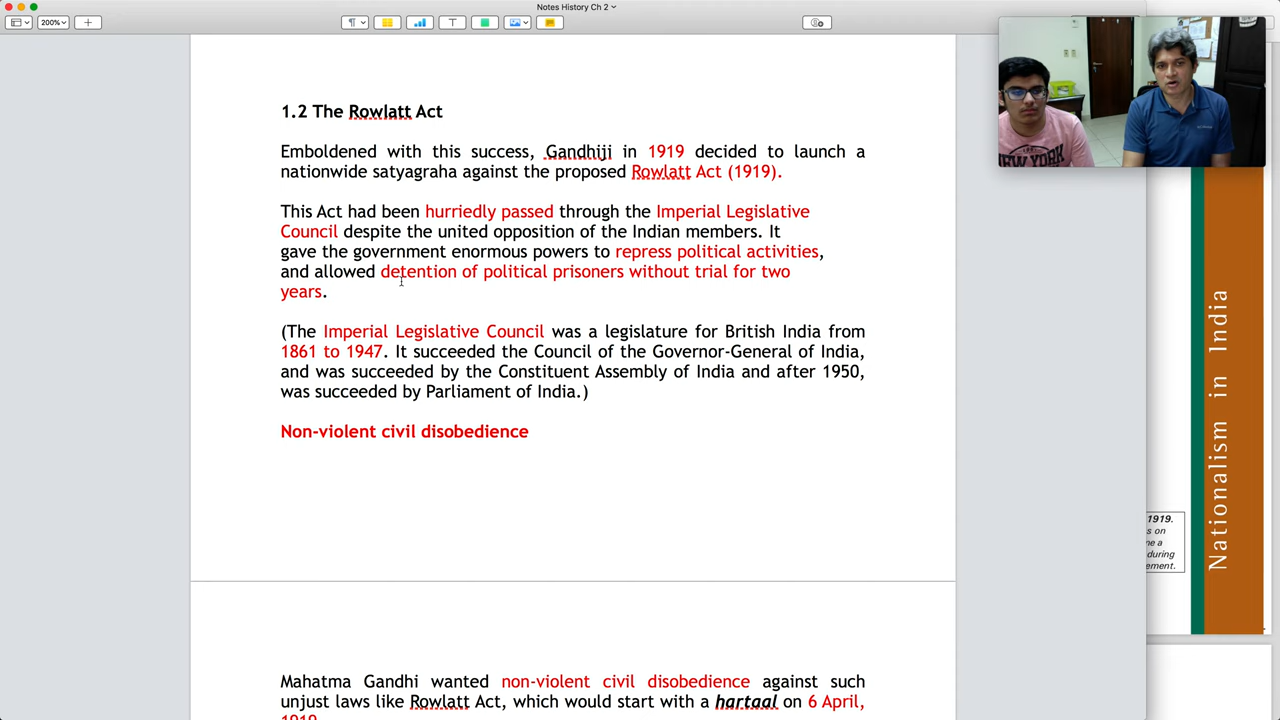 Notes History Ch 2
200%
1.2 The Rowlatt Act
Emboldened with this success, Gandhiji in 1919 decided to launch a
nationwide satyagraha against the proposed Rowlatt Act (1919).
This Act had been hurriedly passed through the Imperial Legislative
Council despite the united opposition of the Indian members. It
gave the government enormous powers to repress political activities,
and allowed detention of political prisoners without trial for two
years.
(The Imperial Legislative Council was a legislature for British India from
1861 to 1947. It succeeded the Council of the Governor-General of India,
and was succeeded by the Constituent Assembly of India and after 1950,
was succeeded by Parliament of India.)
Non-violent civil disobedience
Mahatma Gandhi wanted non-violent civil disobedience against such
unjust laws like Rowlatt Act, which would start with a hartaal on 6 April,
1919
NEW YORK
1919.
s on
ne a
during
ement.
Nationalism in India